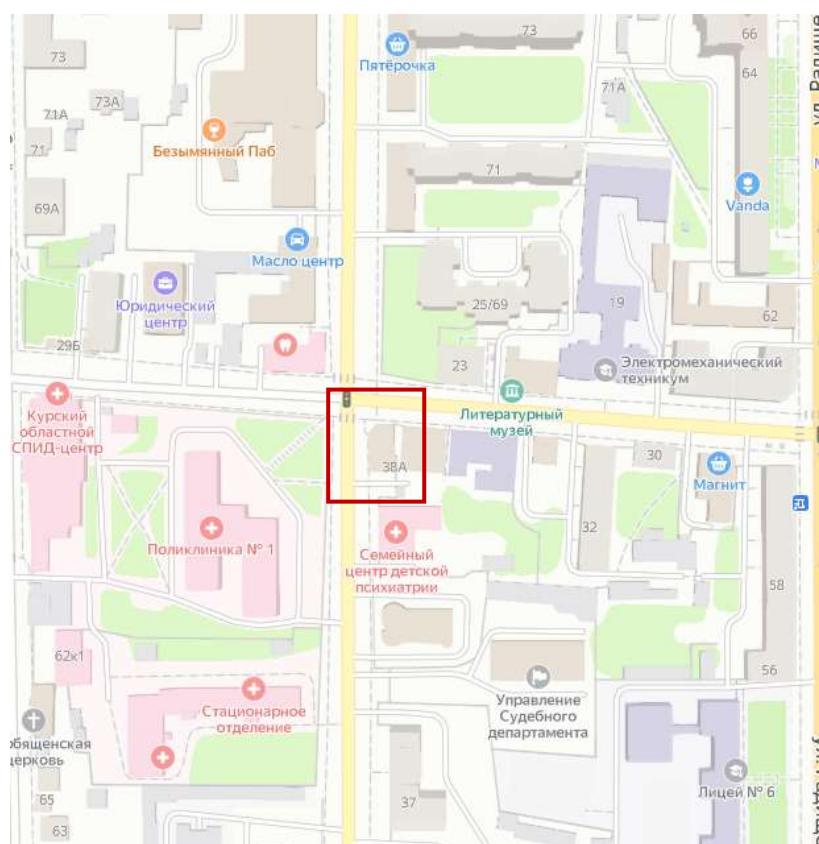 73
66
73
Пятёрочка
64
73А
71А
71А
71
Безымянный Паб
71
69А
Vanda
Масло центр
Юридический
центр
25/69
19
62
29Б
23
Электромеханический
техникум
Курский
областной
СПИД-центр
Литературный
музей
38А
30
Магнит
32
Поликлиника № 1
Семейный
центр детской
психиатрии
58
62к1
56
Стационарное
отделение
Управление
Судебного
департамента
церковь
Лицей № 6
37
65
63